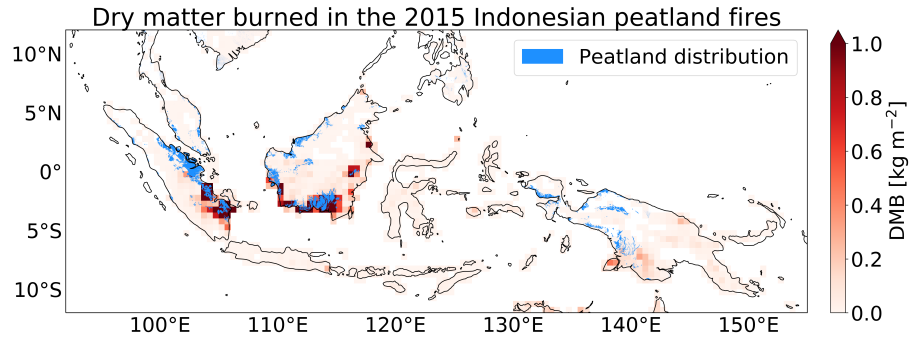 Dry matter burned in the 2015 Indonesian peatland fires
Peatland distribution
10°N
5°N
0°
5°S
10°S
100°E 110°E 120°E 130°E 140°E 150°E
1.0
0.8
0.6
0.4
0.2
0.0
DMB [kg m⁻²]